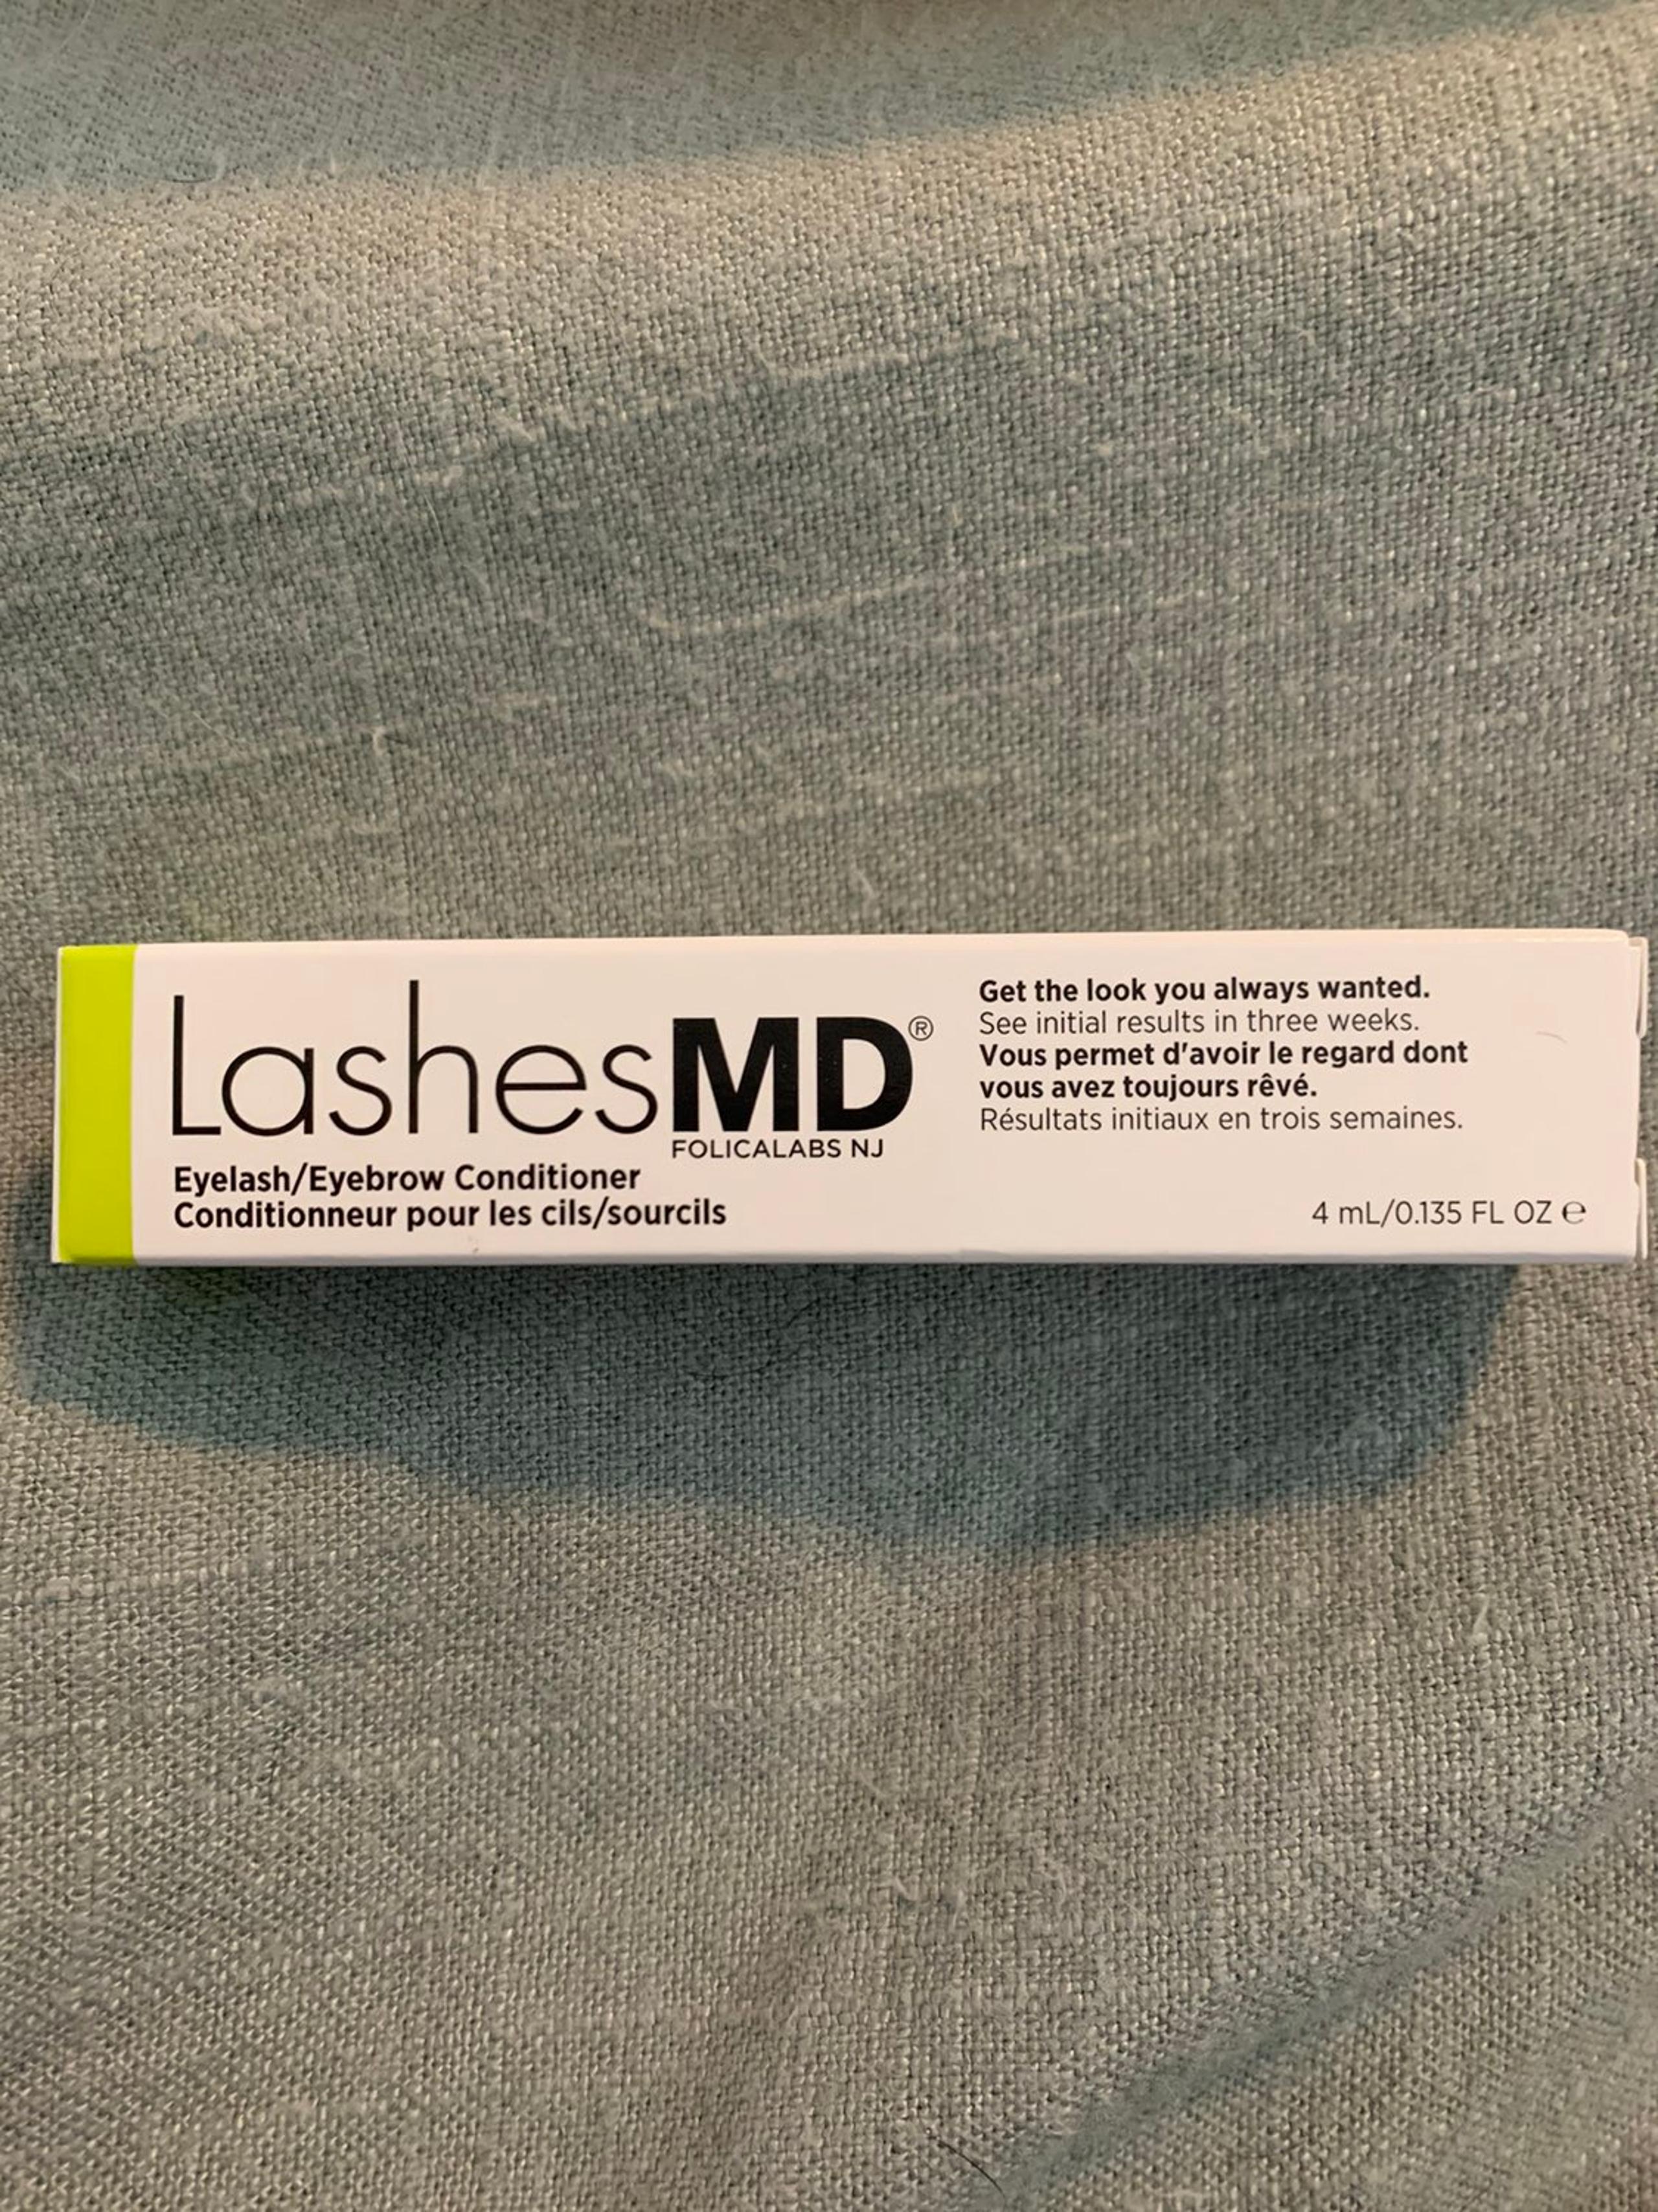 LashesMD®
FOLICALABS NJ
Eyelash/Eyebrow Conditioner
Conditionneur pour les cils/sourcils
Get the look you always wanted.
See initial results in three weeks.
Vous permet d'avoir le regard dont
vous avez toujours rêvé.
Résultats initiaux en trois semaines.
4 mL/0.135 FL OZ ℮